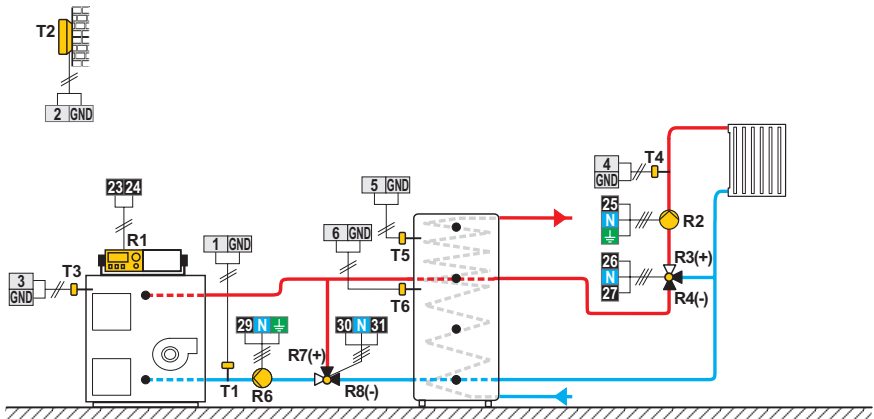 T2
2 GND
4
GND
T4
23 24
5 GND
25
N
R2
R1
1 GND
6 GND
T5
26
N
27
R3(+)
R4(-)
3
GND
T3
T6
29 N
30 N 31
R7(+)
T1
R6
R8(-)